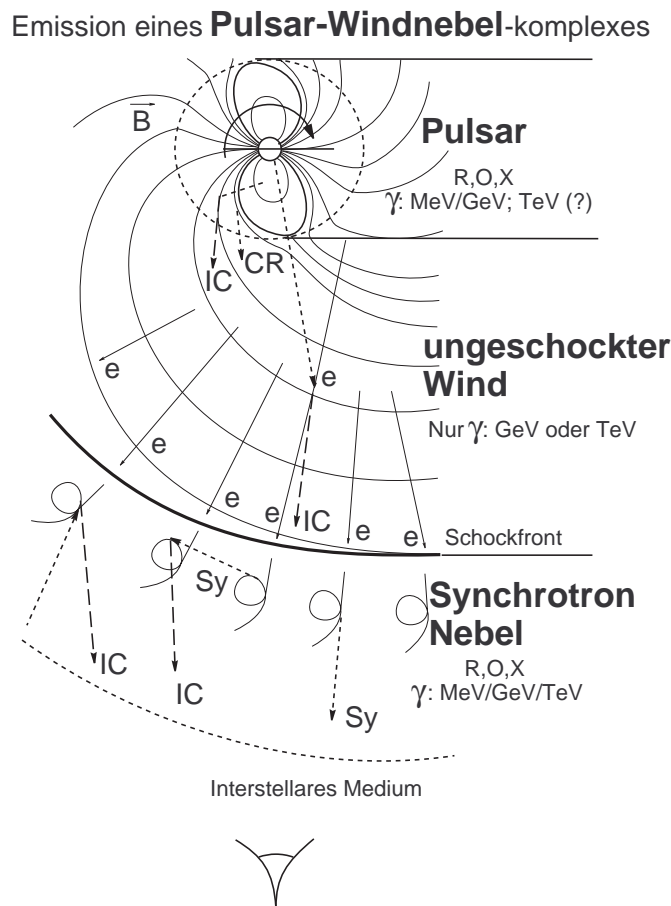 Emission eines Pulsar-Windnebel-komplexes
B
Pulsar
R,O,X
γ: MeV/GeV; TeV (?)
IC
CR
ungeschockter
Wind
Nur γ: GeV oder TeV
e
e
e
e
e
e
e
IC
Schockfront
Sy
Synchrotron
Nebel
R,O,X
γ: MeV/GeV/TeV
IC
IC
Sy
Interstellares Medium